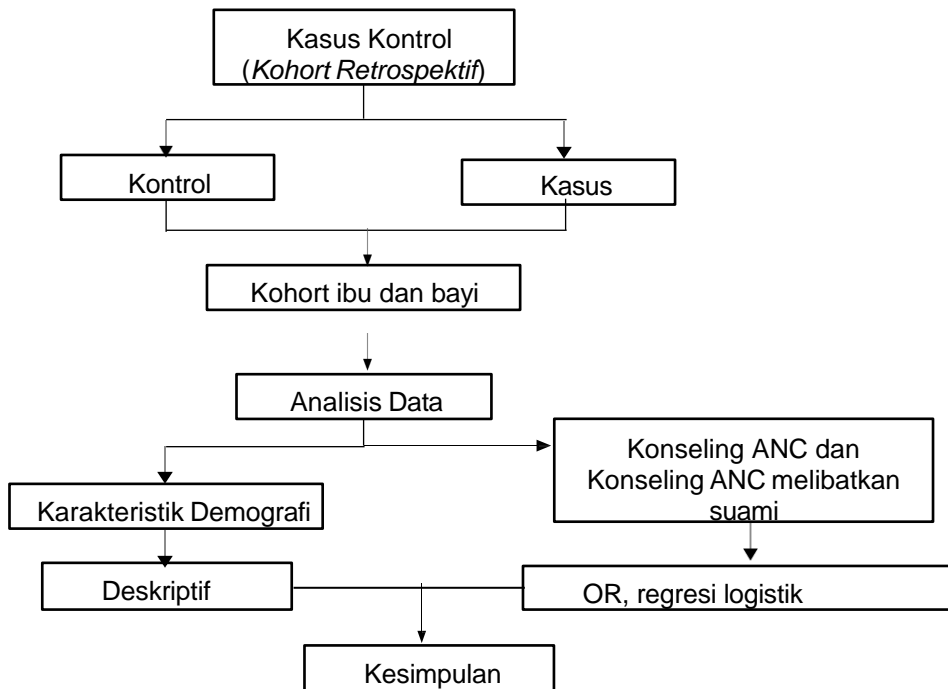 Kasus Kontrol
(Kohort Retrospektif)
Kontrol
Kasus
Kohort ibu dan bayi
Analisis Data
Konseling ANC dan
Konseling ANC melibatkan
suami
Karakteristik Demografi
Deskriptif
OR, regresi logistik
Kesimpulan